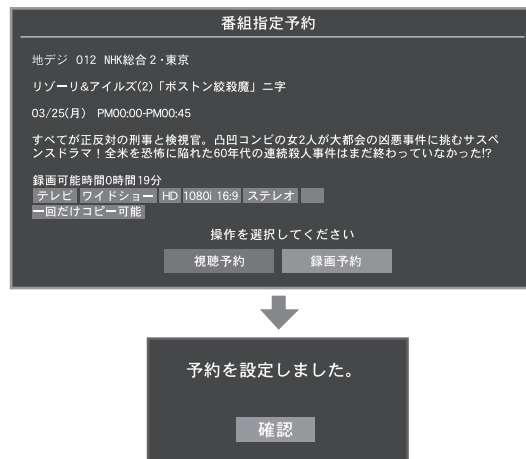 番組指定予約
地デジ 012 NHK総合2・東京
リゾーリ&アイルズ(2)「ボストン絞殺魔」ニ字
03/25(月) PM00:00-PM00:45
すべてが正反対の刑事と検視官。凸凹コンビの女2人が大都会の凶悪事件に挑むサスペ
ンスドラマ！全米を恐怖に陥れた60年代の連続殺人事件はまだ終わっていなかった!?
録画可能時間0時間19分
テレビ ワイドショー HD 1080i 16:9 ステレオ
一回だけコピー可能
操作を選択してください
視聴予約 録画予約
予約を設定しました。
確認